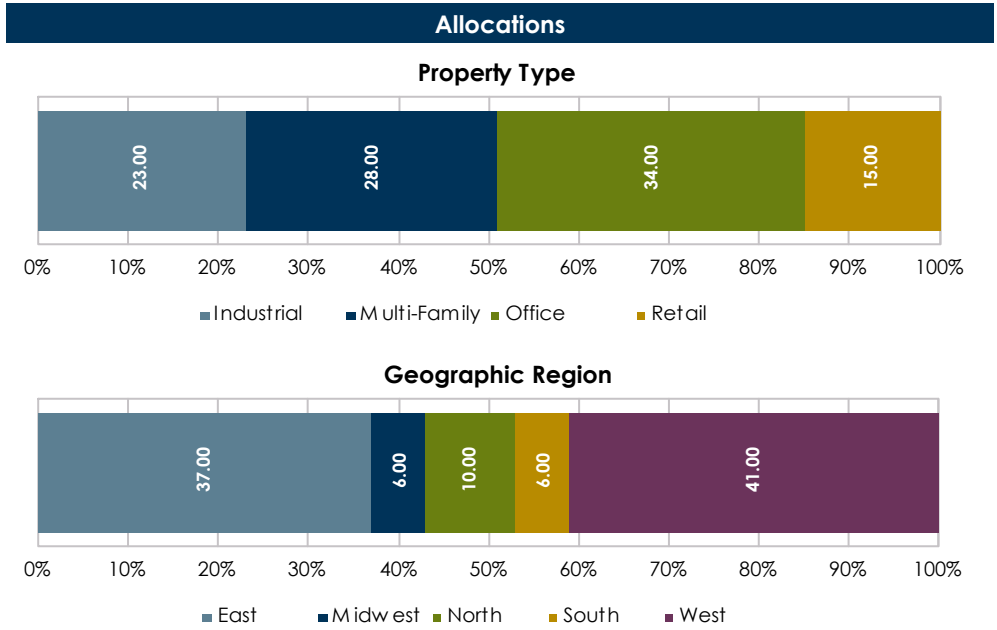 Allocations
Property Type
23.00 28.00 34.00 15.00
0% 10% 20% 30% 40% 50% 60% 70% 80% 90% 100%
Industrial Multi-Family Office Retail
Geographic Region
37.00 6.00 10.00 6.00 41.00
0% 10% 20% 30% 40% 50% 60% 70% 80% 90% 100%
East Midwest North South West